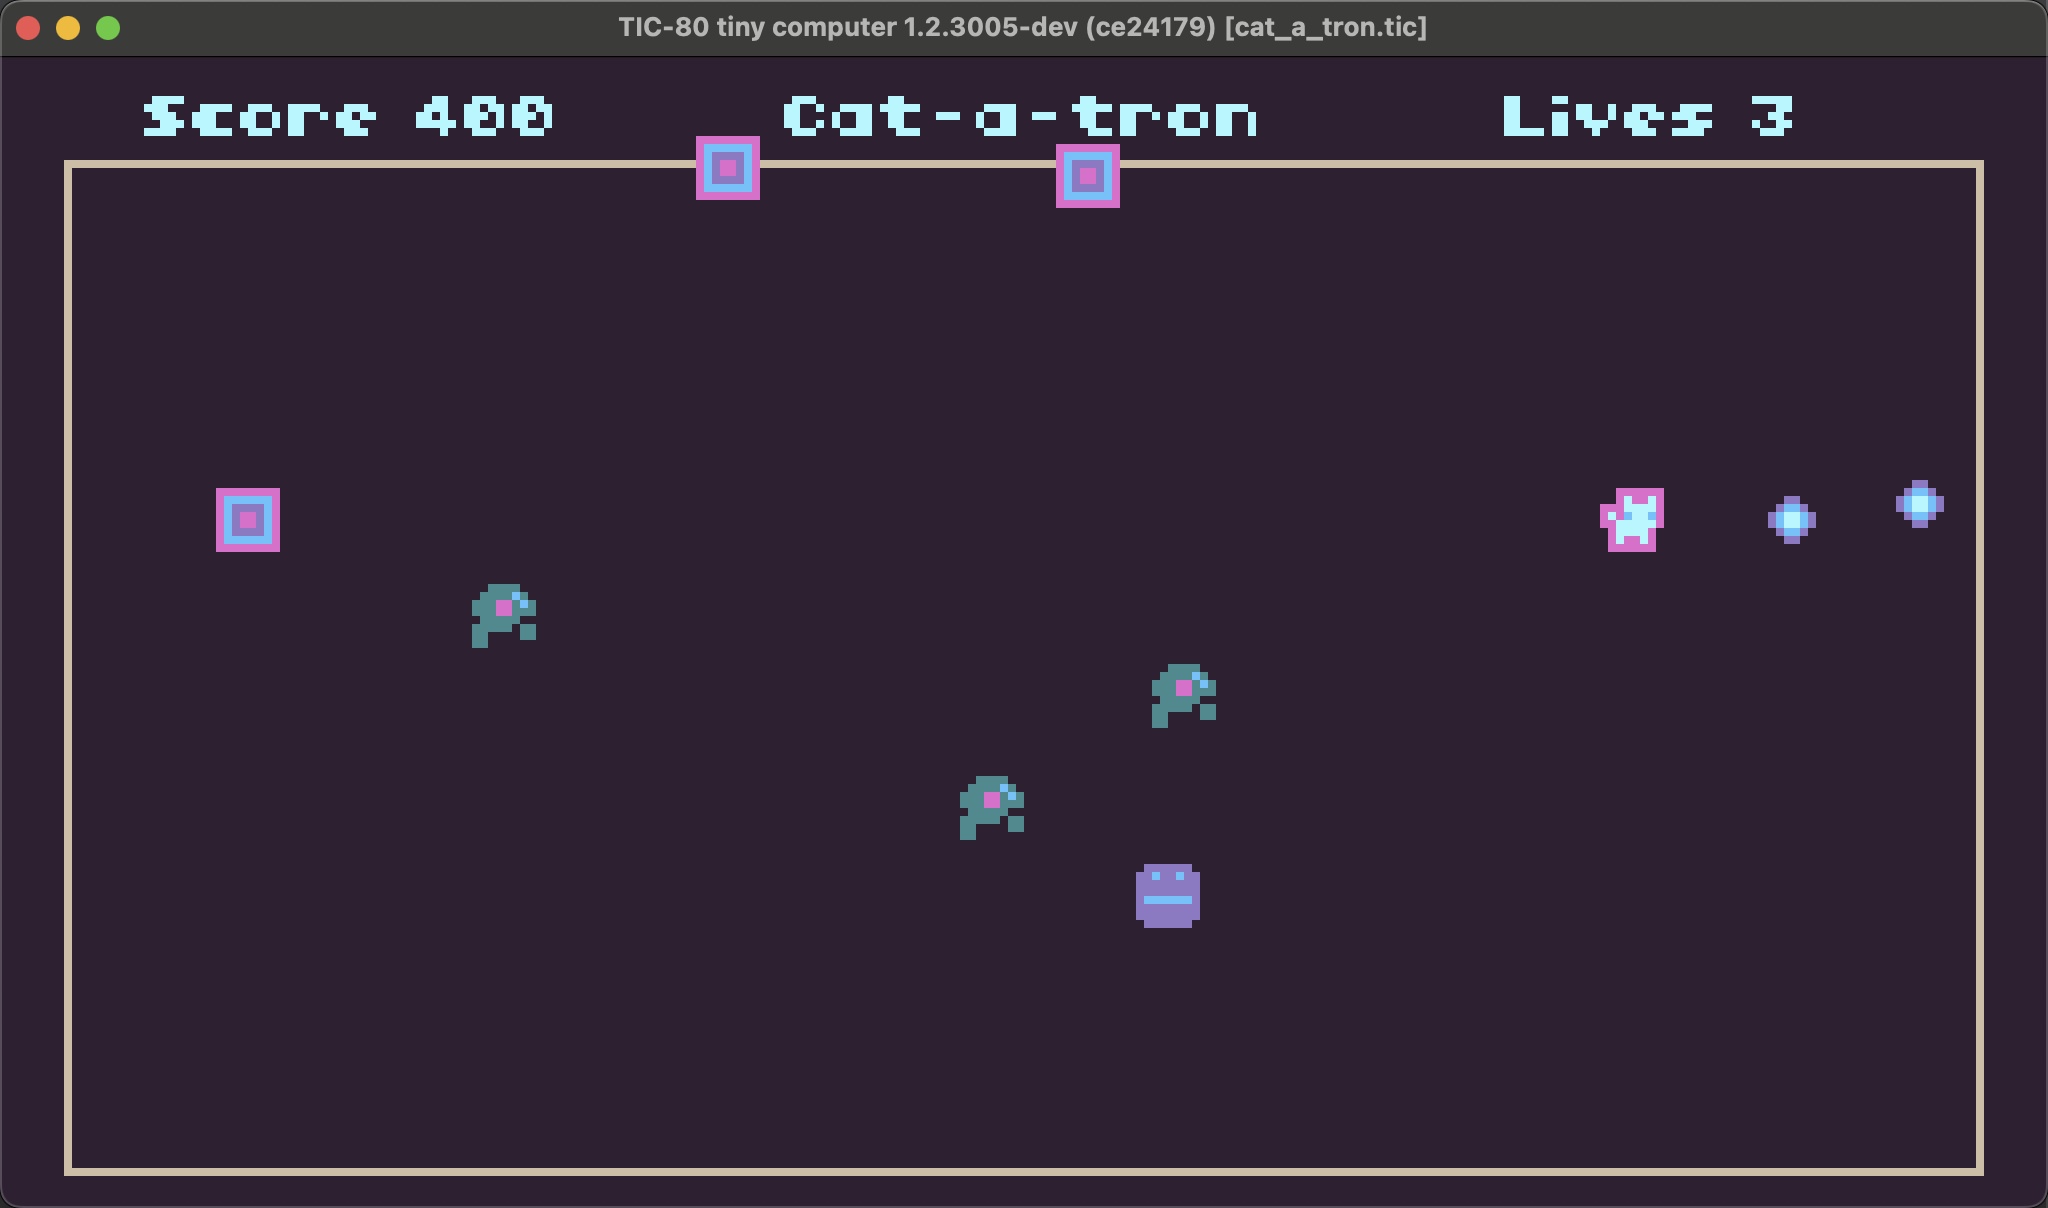 TIC-80 tiny computer 1.2.3005-dev (ce24179) [cat_a_tron.tic]
Score 400 Cat-a-tron Lives 3